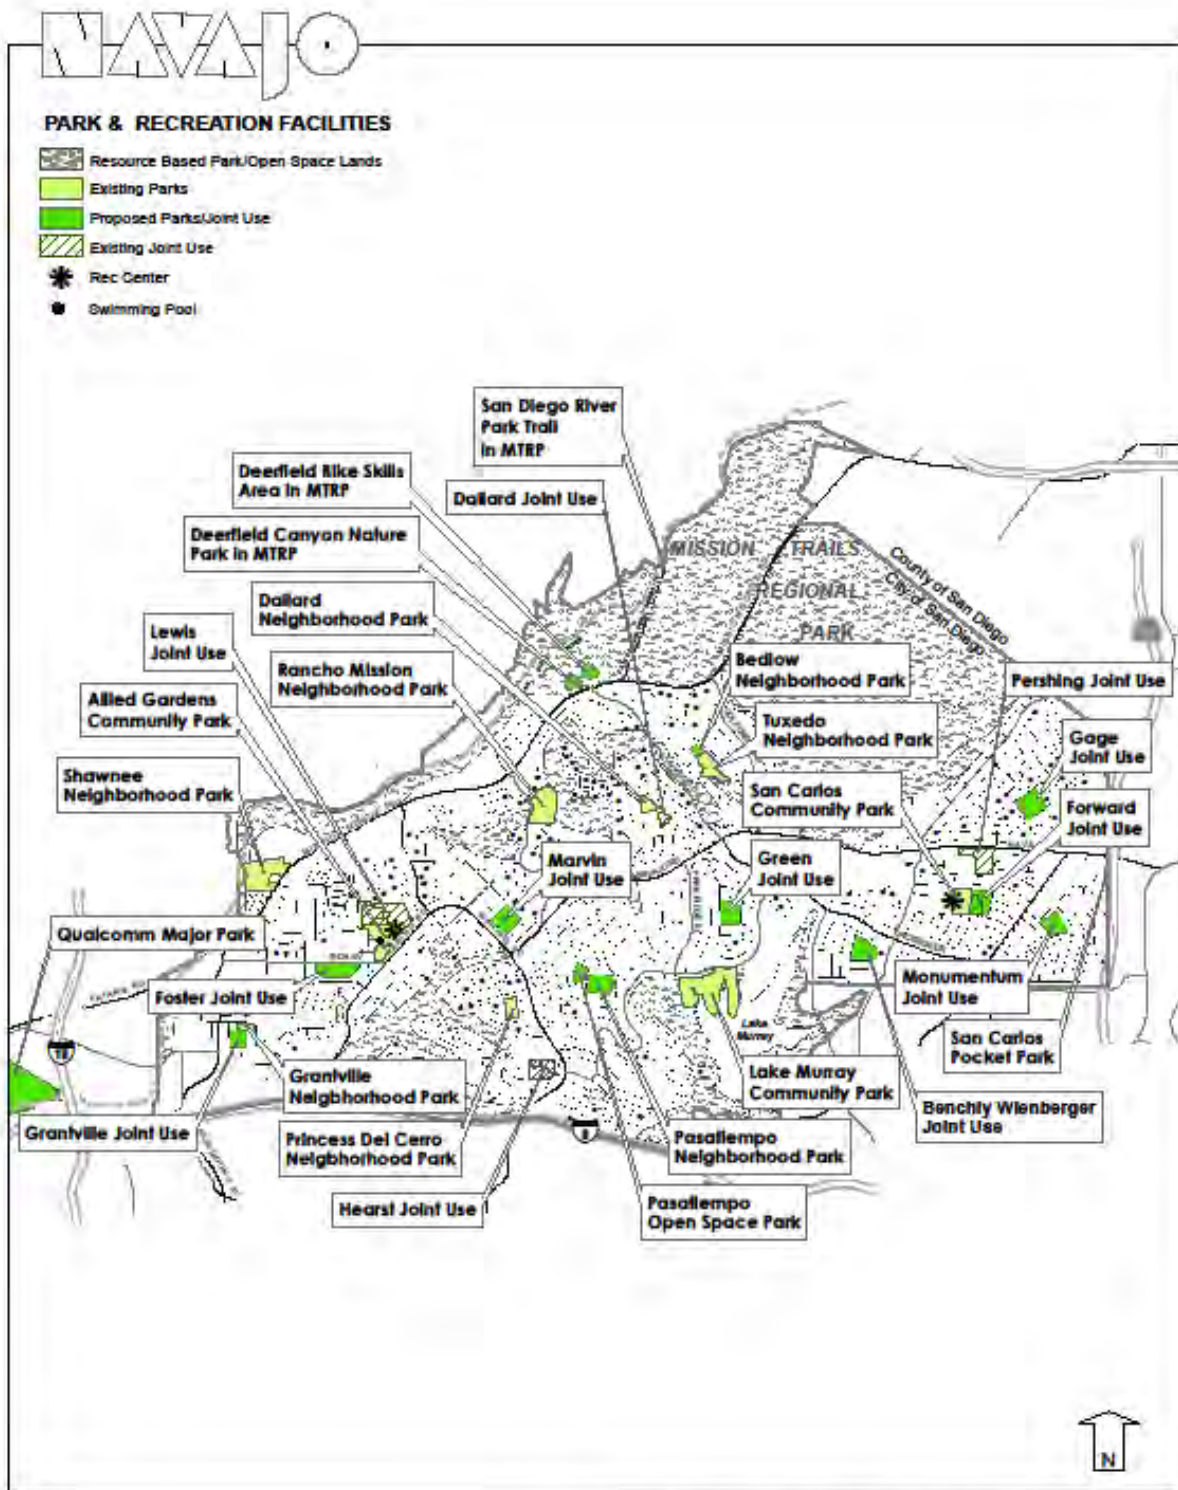 NAVAJO
PARK & RECREATION FACILITIES
Resource Based Park/Open Space Lands
Existing Parks
Proposed Parks/Joint Use
Existing Joint Use
Rec Center
Swimming Pool
San Diego River
Park Trail
in MTRP
Deerfield Bike Skills
Area in MTRP
Dailard Joint Use
Deerfield Canyon Nature
Park in MTRP
MISSION TRAILS
REGIONAL
PARK
County of San Diego
City of San Diego
Dailard
Neighborhood Park
Lewis
Joint Use
Rancho Mission
Neighborhood Park
Bedlow
Neighborhood Park
Pershing Joint Use
Allied Gardens
Community Park
Tuxedo
Neighborhood Park
Gage
Joint Use
Shawnee
Neighborhood Park
San Carlos
Community Park
Forward
Joint Use
Marvin
Joint Use
Green
Joint Use
Qualcomm Major Park
Foster Joint Use
Monumentum
Joint Use
Lake
Murray
San Carlos
Pocket Park
15
Grantville
Neigbhorhood Park
Lake Murray
Community Park
Benchly Wienberger
Joint Use
Grantville Joint Use
Princess Del Cerro
Neigbhorhood Park
8
Pasatiempo
Neighborhood Park
Hearst Joint Use
Pasatiempo
Open Space Park
N